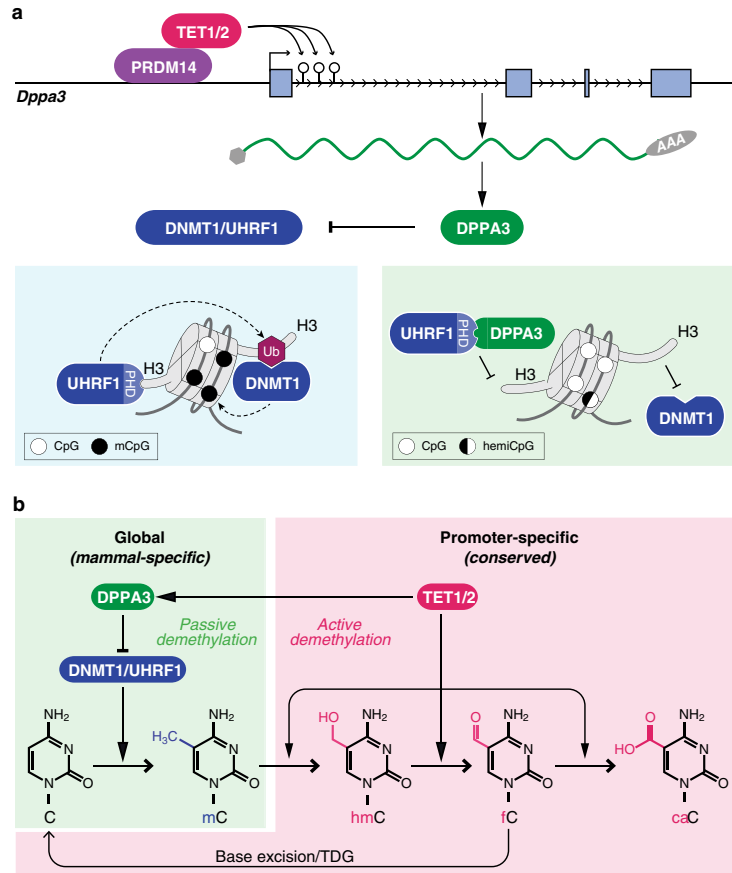 a
TET1/2
PRDM14
Dppa3
AAA
DNMT1/UHRF1
DPPA3
H3
Ub
H3
UHRF1
PHD
DNMT1
CpG
mCpG
UHRF1
PHD
DPPA3
H3
H3
DNMT1
CpG
hemiCpG
b
Global
(mammal-specific)
Promoter-specific
(conserved)
DPPA3
TET1/2
Passive
demethylation
Active
demethylation
DNMT1/UHRF1
NH2
N
N
O
C
H3C
NH2
N
N
O
mC
HO
NH2
N
N
O
hmC
O
NH2
N
N
O
fC
O
HO
NH2
N
N
O
caC
Base excision/TDG